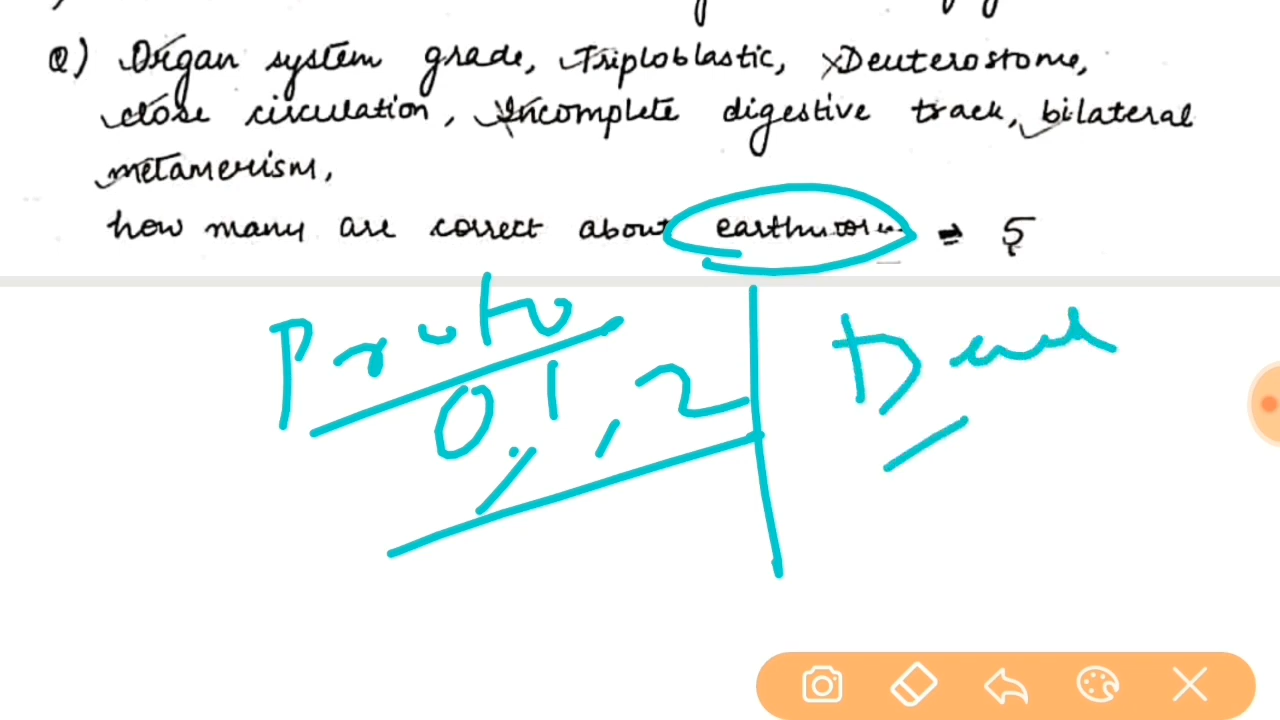 Q) Organ system grade, Triploblastic, Deuterostome,
close circulation, Incomplete digestive track, bilateral
metamerism,
how many are correct about earthworm = 5
Proto
0, 1, 2